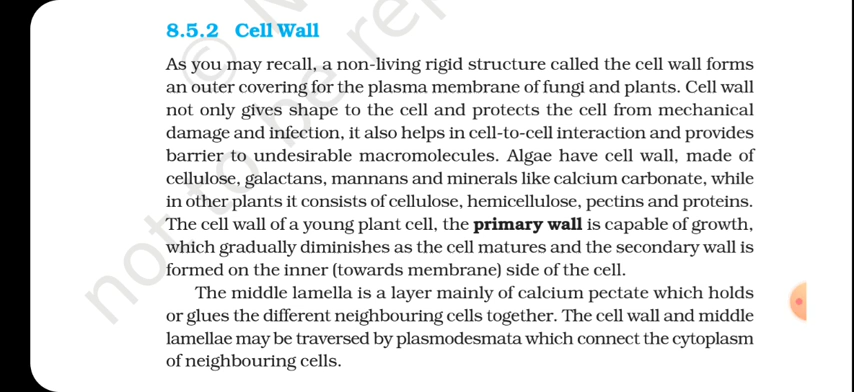 8.5.2 Cell Wall
As you may recall, a non-living rigid structure called the cell wall forms
an outer covering for the plasma membrane of fungi and plants. Cell wall
not only gives shape to the cell and protects the cell from mechanical
damage and infection, it also helps in cell-to-cell interaction and provides
barrier to undesirable macromolecules. Algae have cell wall, made of
cellulose, galactans, mannans and minerals like calcium carbonate, while
in other plants it consists of cellulose, hemicellulose, pectins and proteins.
The cell wall of a young plant cell, the primary wall is capable of growth,
which gradually diminishes as the cell matures and the secondary wall is
formed on the inner (towards membrane) side of the cell.
The middle lamella is a layer mainly of calcium pectate which holds
or glues the different neighbouring cells together. The cell wall and middle
lamellae may be traversed by plasmodesmata which connect the cytoplasm
of neighbouring cells.
© N
not to be re